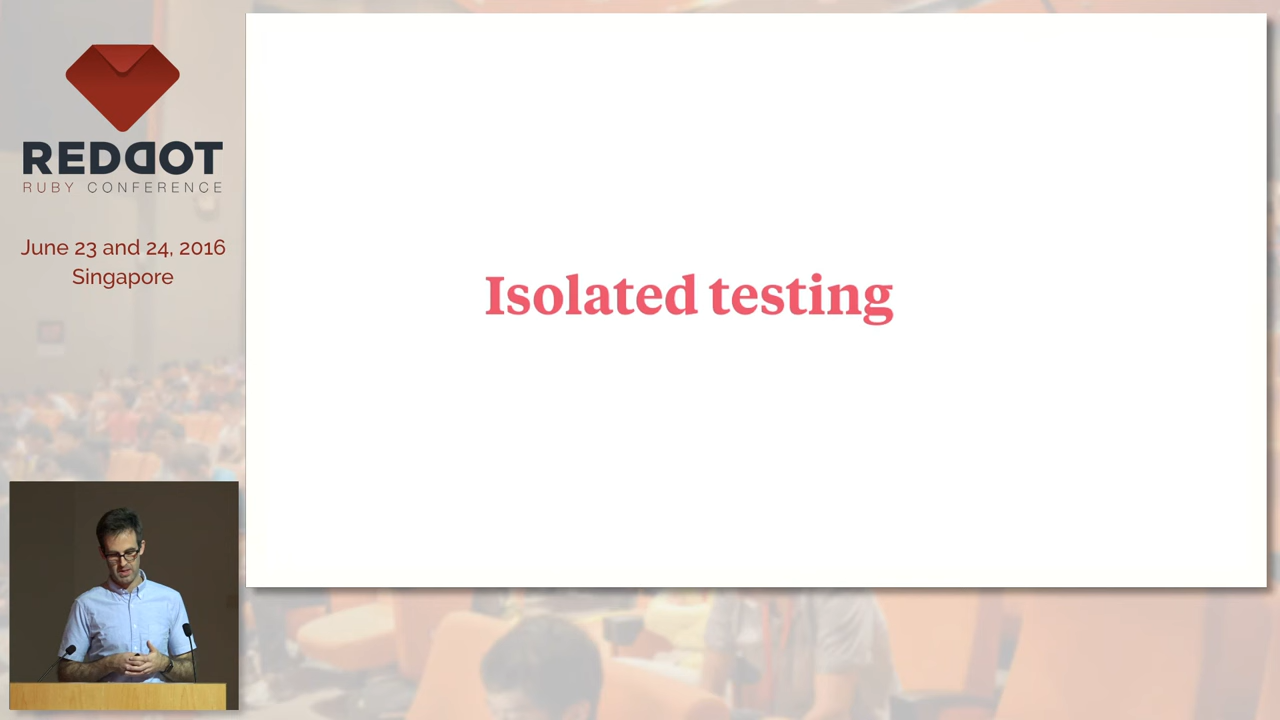 REDDOT
RUBY CONFERENCE
June 23 and 24, 2016
Singapore
Isolated testing